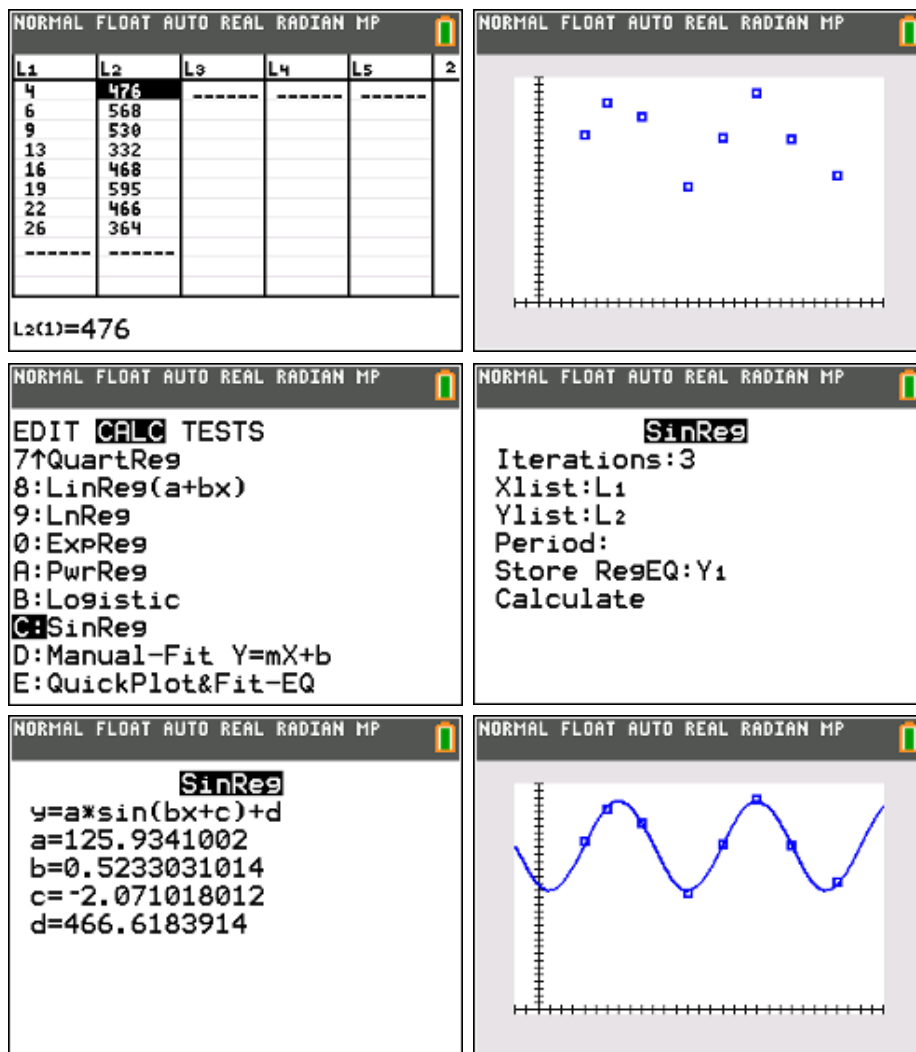 NORMAL FLOAT AUTO REAL RADIAN MP
L1 L2 L3 L4 L5 2
4 476 ------ ------ ------
6 568
9 530
13 332
16 468
19 595
22 466
26 364
------ ------
L2(1)=476
NORMAL FLOAT AUTO REAL RADIAN MP
NORMAL FLOAT AUTO REAL RADIAN MP
EDIT CALC TESTS
7↑QuartReg
8:LinReg(a+bx)
9:LnReg
0:ExpReg
A:PwrReg
B:Logistic
C:SinReg
D:Manual-Fit Y=mX+b
E:QuickPlot&Fit-EQ
NORMAL FLOAT AUTO REAL RADIAN MP
SinReg
Iterations:3
Xlist:L1
Ylist:L2
Period:
Store RegEQ:Y1
Calculate
NORMAL FLOAT AUTO REAL RADIAN MP
SinReg
y=a*sin(bx+c)+d
a=125.9341002
b=0.5233031014
c=-2.071018012
d=466.6183914
NORMAL FLOAT AUTO REAL RADIAN MP